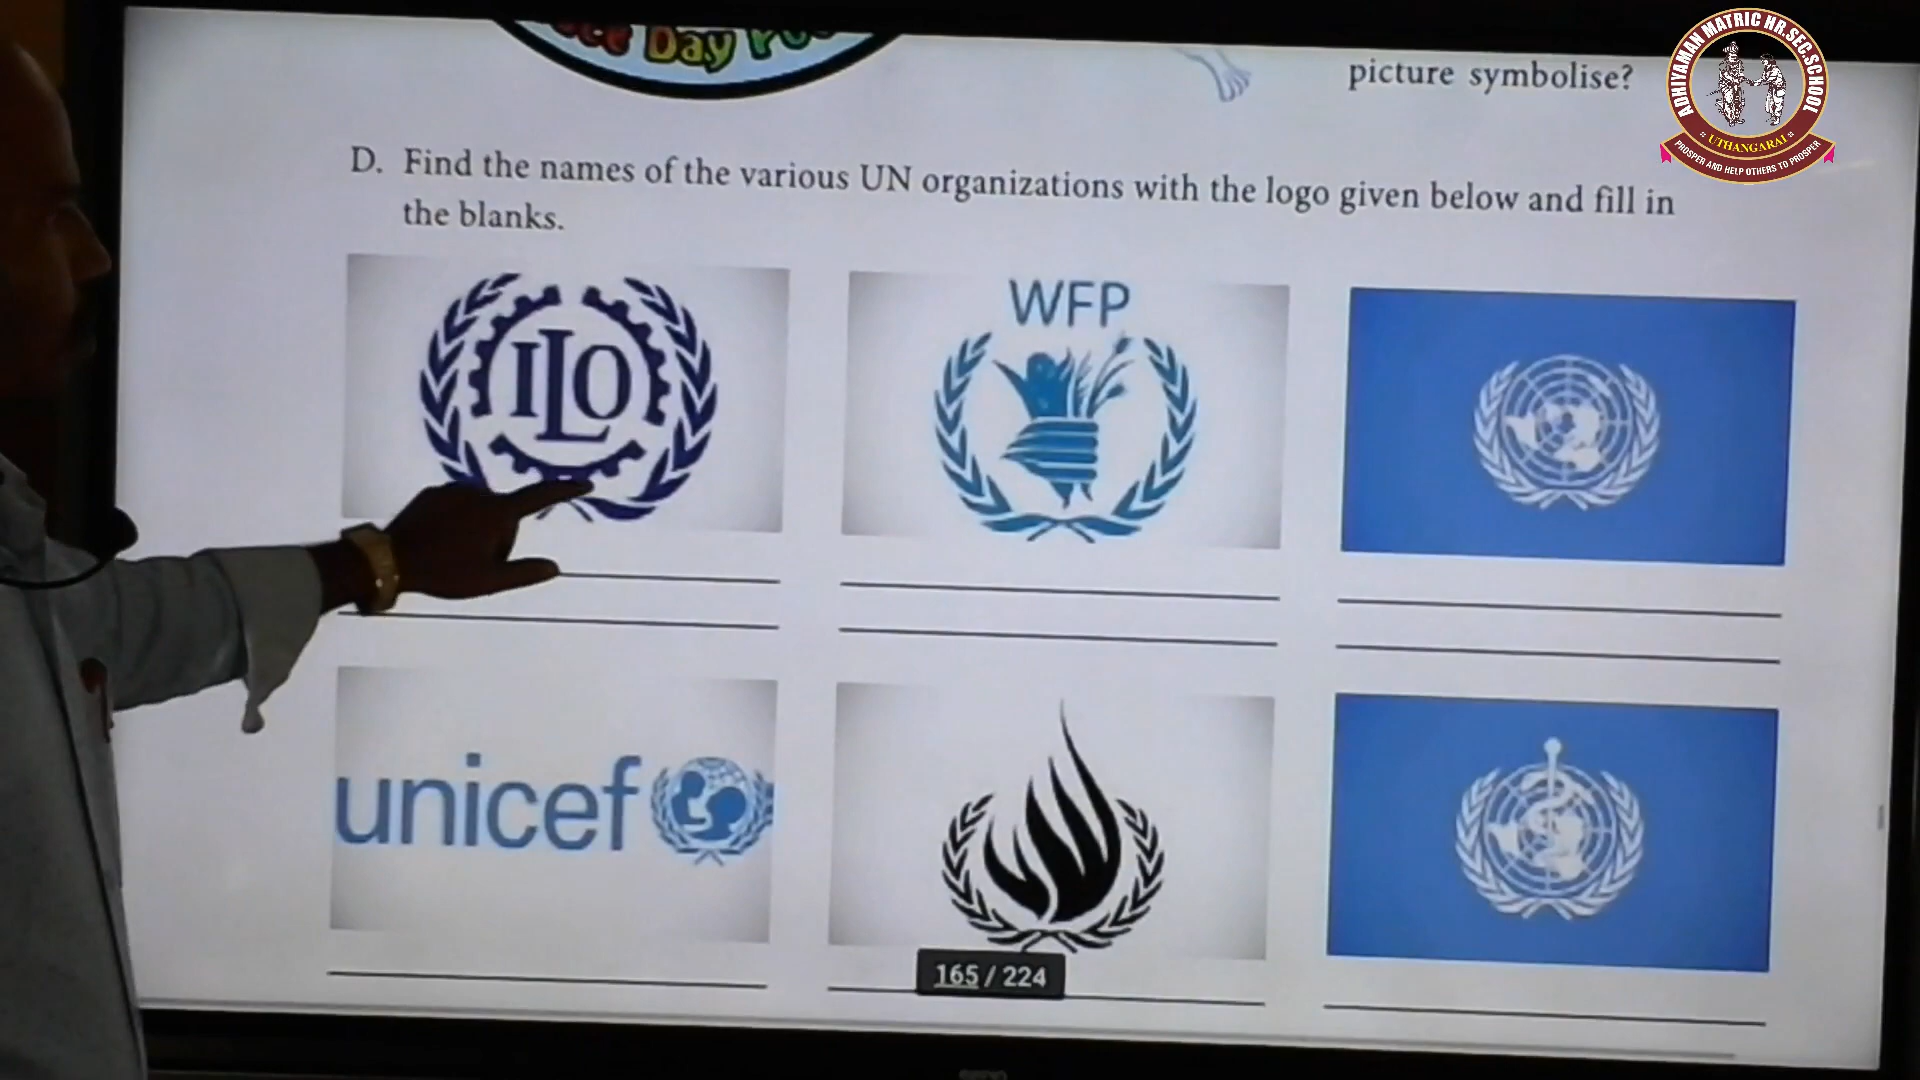 ce Day
picture symbolise?
ADHIYAMAN MATRIC HR.SEC.SCHOOL
UTHANGARAI
PROSPER AND HELP OTHERS TO PROSPER
D. Find the names of the various UN organizations with the logo given below and fill in
the blanks.
ILO
WFP
unicef
165 / 224